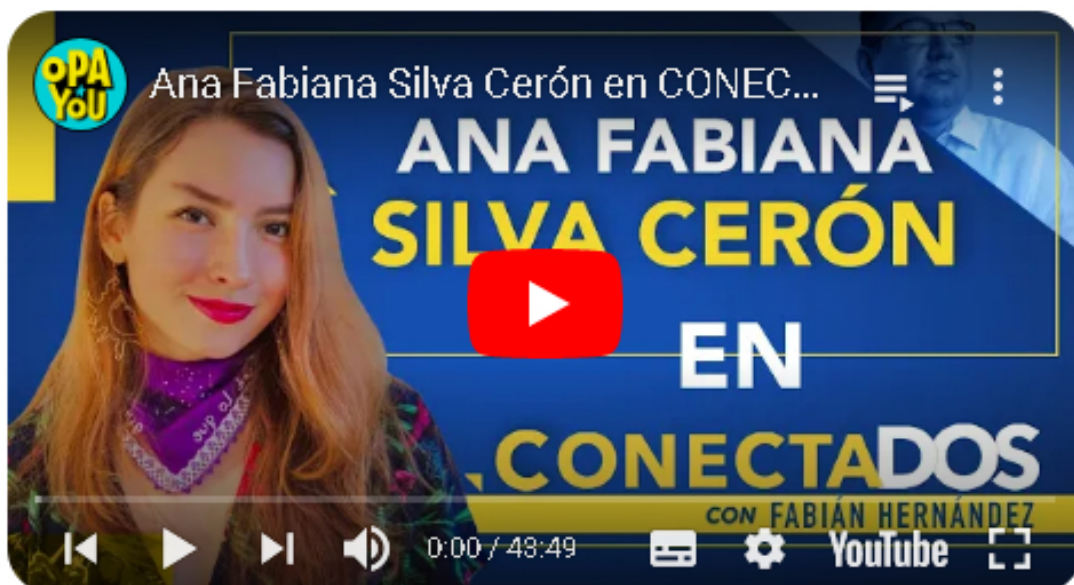 OPA
YOU
Ana Fabiana Silva Cerón en CONEC...
ANA FABIANA
SILVA CERÓN
EN
CONECTADOS
CON FABIÁN HERNÁNDEZ
0:00 / 43:49
YouTube